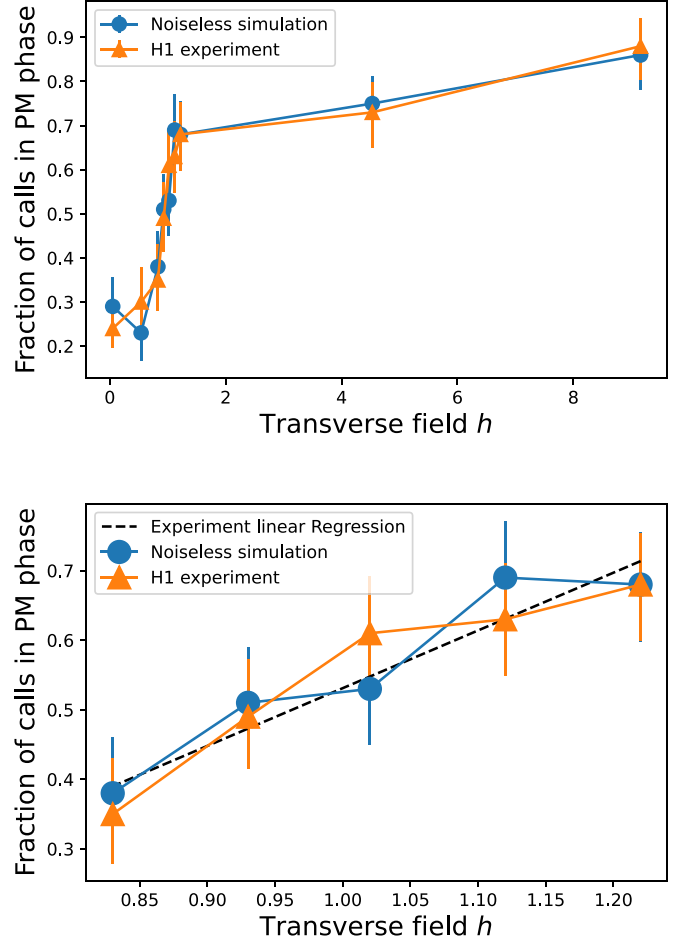 Noiseless simulation
H1 experiment
Fraction of calls in PM phase
0.9
0.8
0.7
0.6
0.5
0.4
0.3
0.2
0 2 4 6 8
Transverse field h
Experiment linear Regression
Noiseless simulation
H1 experiment
Fraction of calls in PM phase
0.7
0.6
0.5
0.4
0.3
0.85 0.90 0.95 1.00 1.05 1.10 1.15 1.20
Transverse field h